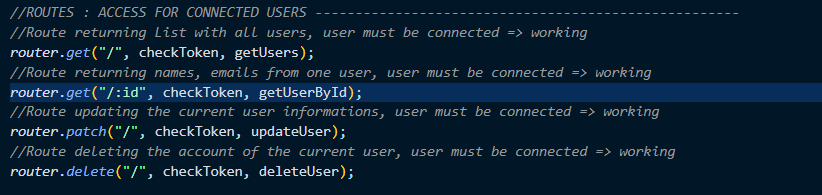 //ROUTES : ACCESS FOR CONNECTED USERS -----------------------------------------------------
//Route returning List with all users, user must be connected => working
router.get("/", checkToken, getUsers);
//Route returning names, emails from one user, user must be connected => working
router.get("/:id", checkToken, getUserById);
//Route updating the current user informations, user must be connected => working
router.patch("/", checkToken, updateUser);
//Route deleting the account of the current user, user must be connected => working
router.delete("/", checkToken, deleteUser);